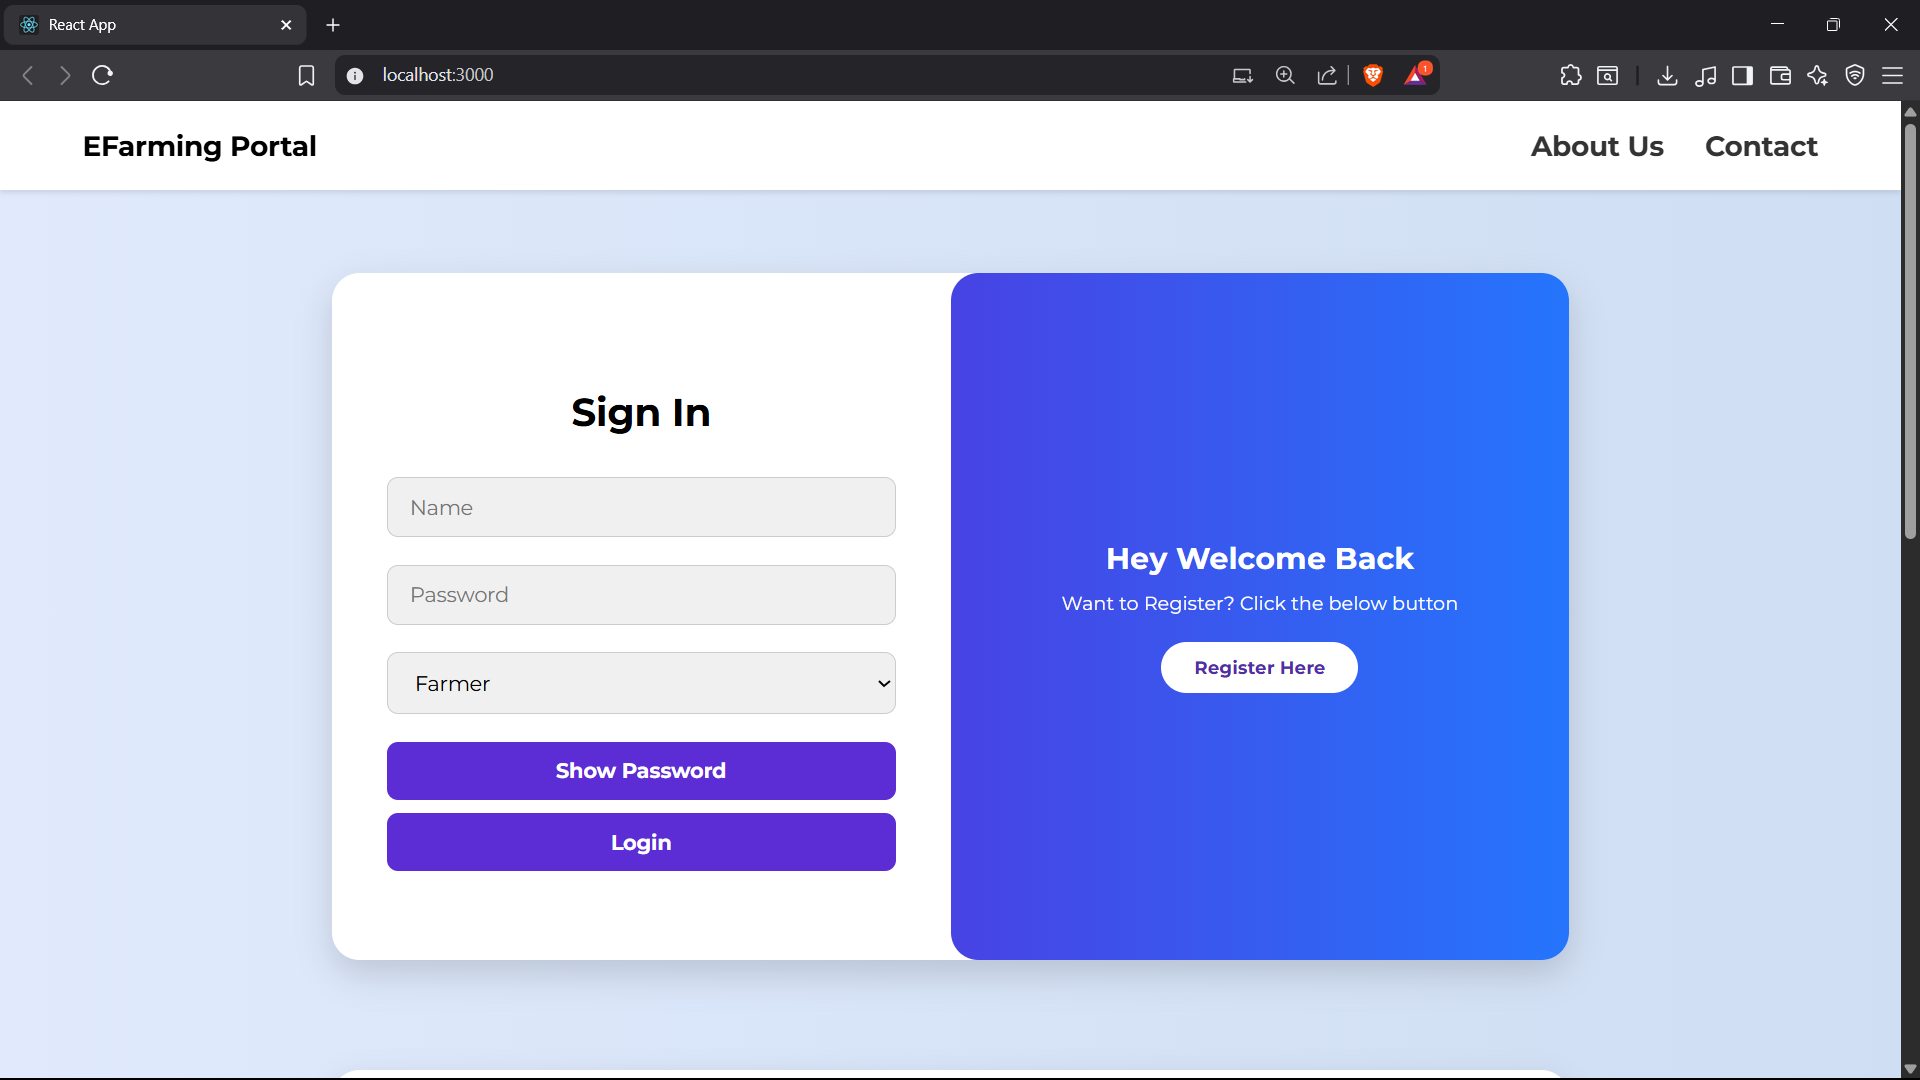 React App
localhost:3000
1
EFarming Portal
About Us
Contact
Sign In
Name
Password
Farmer
Show Password
Login
Hey Welcome Back
Want to Register? Click the below button
Register Here